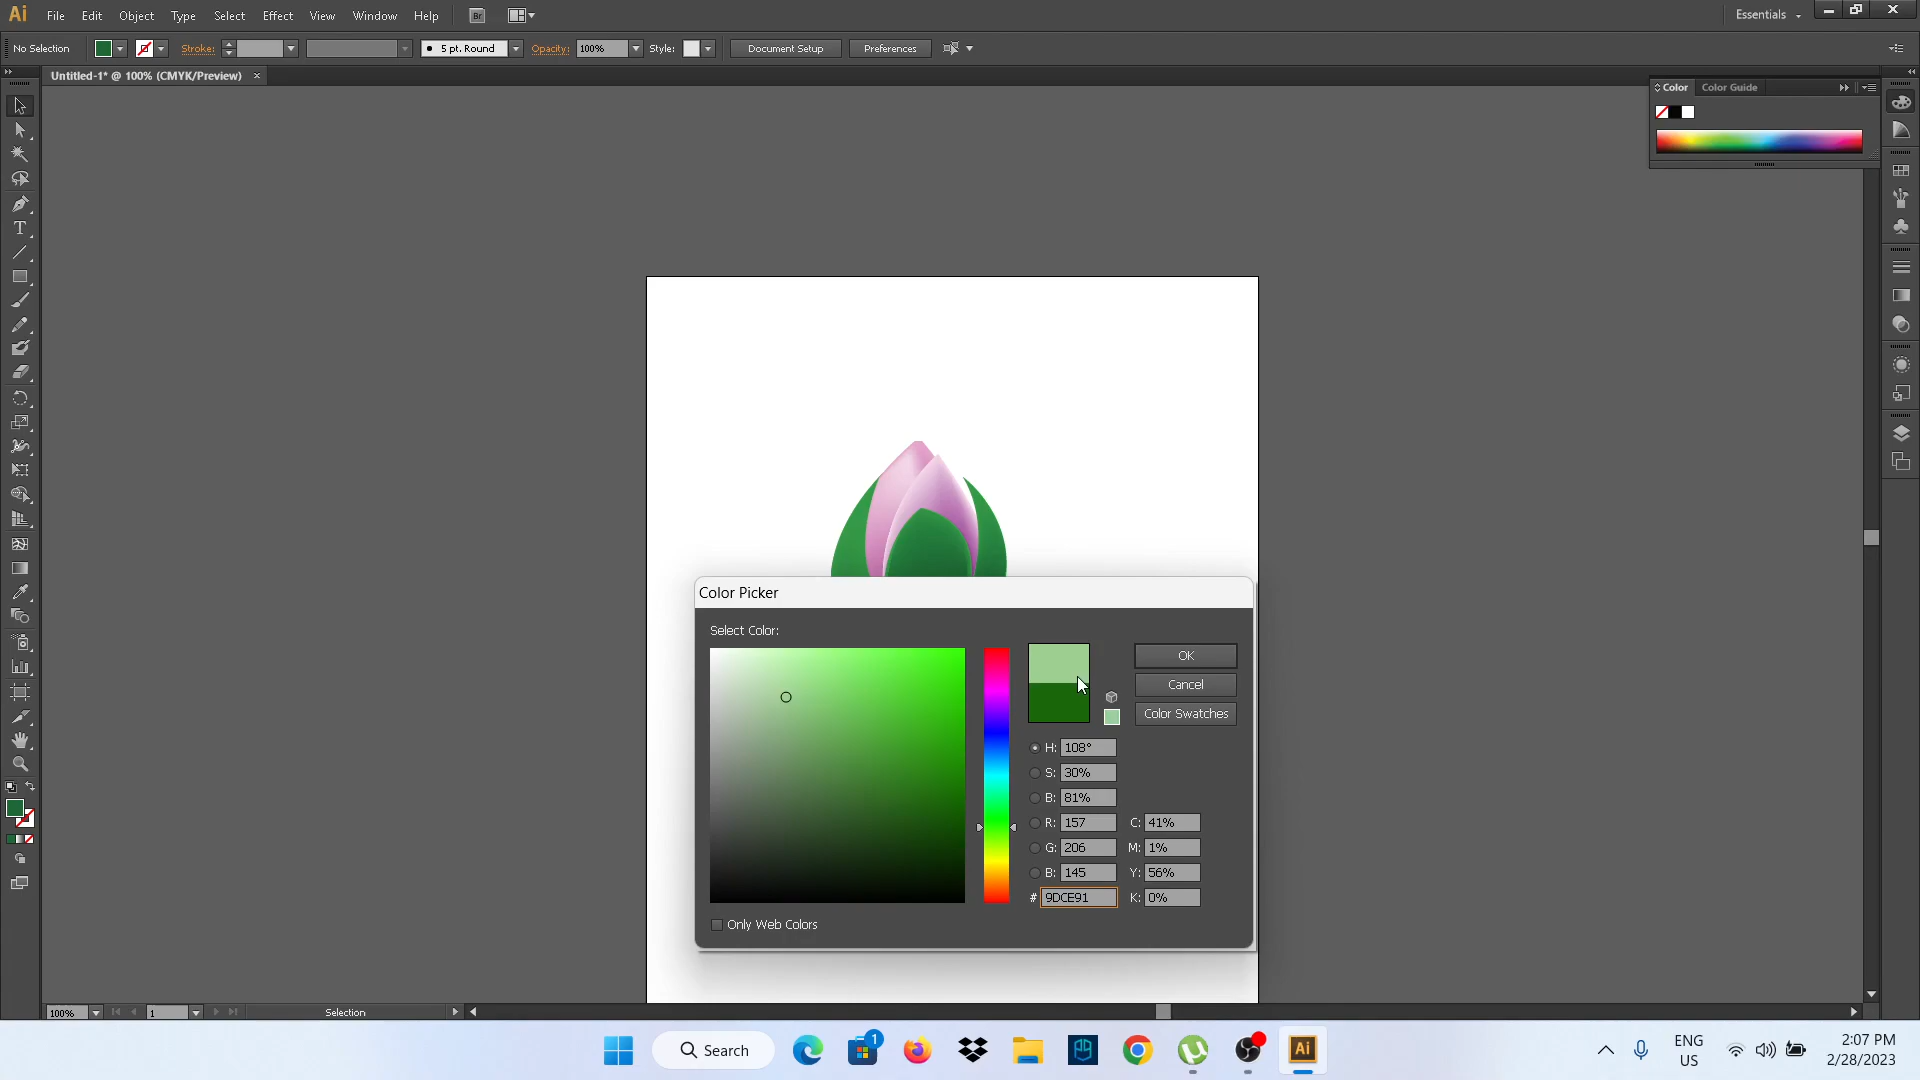 Ai File Edit Object Type Select Effect View Window Help Br Essentials
No Selection Stroke: 5 pt. Round Opacity: 100% Style: Document Setup Preferences
Untitled-1* @ 100% (CMYK/Preview)
Color Color Guide
Color Picker
Select Color:
OK
Cancel
Color Swatches
H: 108°
S: 30%
B: 81%
R: 157 C: 41%
G: 206 M: 1%
B: 145 Y: 56%
# 9DCE91 K: 0%
Only Web Colors
100% 1 Selection
Search 1 Ai ENG
US 2:07 PM
2/28/2023